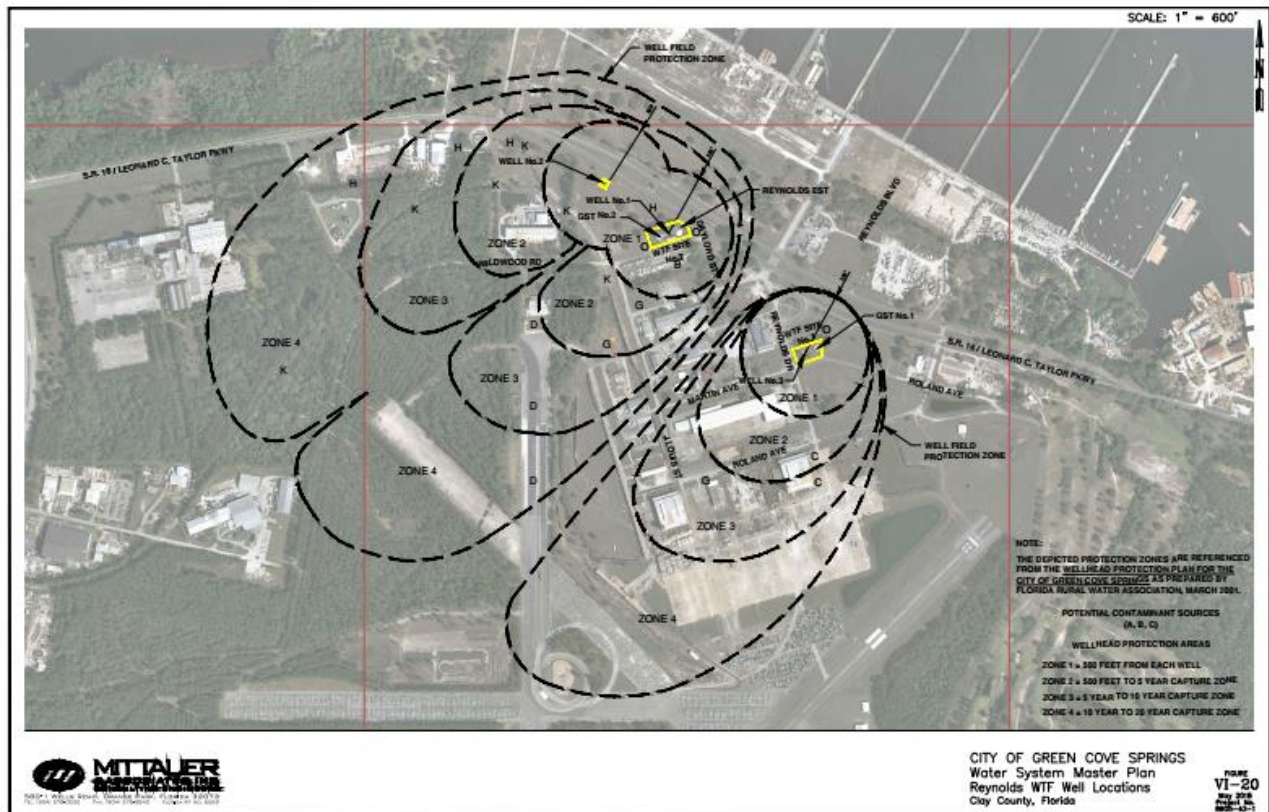 SCALE: 1" = 600'
N
WELL FIELD
PROTECTION ZONE
S.R. 16 / LEONARD C. TAYLOR PKWY
H
H
K
K
K
K
WELL No.2
WELL No.1
H
GST No.2
REYNOLDS EST
ZONE 1
WTF SITE
ZONE 2
WILDWOOD RD
REYNOLDS BLVD
ZONE 3
K
ZONE 2
G
G
D
ZONE 4
K
ZONE 3
D
REYNOLDS DR
WTF SITE
GST No.1
S.R. 16 / LEONARD C. TAYLOR PKWY
ROLAND AVE
WELL No.3
MARTIN AVE
ZONE 1
ZONE 2
ROLAND AVE
C
C
G
WELL FIELD
PROTECTION ZONE
ZONE 4
D
ZONE 3
ZONE 4
NOTE:
THE DEPICTED PROTECTION ZONES ARE REFERENCED
FROM THE WELLHEAD PROTECTION PLAN FOR THE
CITY OF GREEN COVE SPRINGS AS PREPARED BY
FLORIDA RURAL WATER ASSOCIATION, MARCH 2001.
POTENTIAL CONTAMINANT SOURCES
(A, B, C)
WELLHEAD PROTECTION AREAS
ZONE 1 = 500 FEET FROM EACH WELL
ZONE 2 = 500 FEET TO 5 YEAR CAPTURE ZONE
ZONE 3 = 5 YEAR TO 10 YEAR CAPTURE ZONE
ZONE 4 = 10 YEAR TO 20 YEAR CAPTURE ZONE
MITTAUER
CITY OF GREEN COVE SPRINGS
Water System Master Plan
Reynolds WTF Well Locations
Clay County, Florida
FIGURE
VI-20